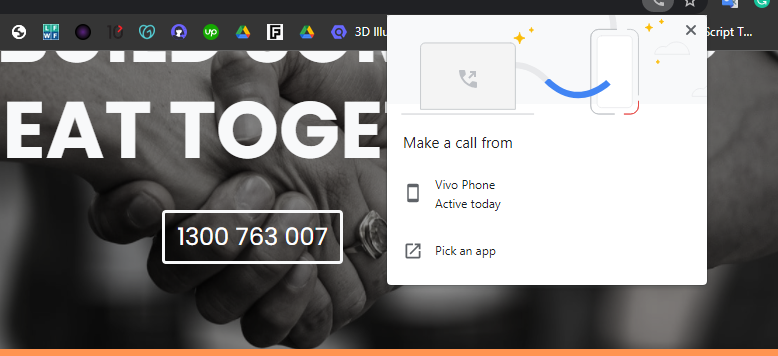 LF
WF
10
up
F
3D Illu
Script T...
EAT TOGE
1300 763 007
Make a call from
Vivo Phone
Active today
Pick an app